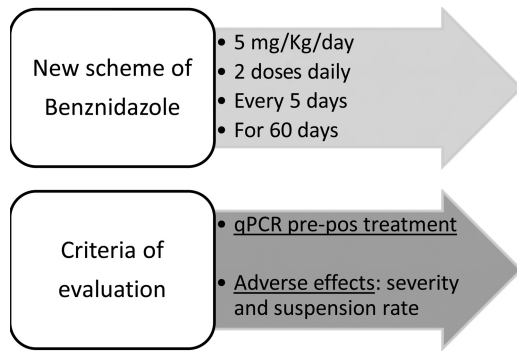 New scheme of
Benznidazole
• 5 mg/Kg/day
• 2 doses daily
• Every 5 days
• For 60 days
Criteria of
evaluation
• qPCR pre-pos treatment
• Adverse effects: severity
and suspension rate